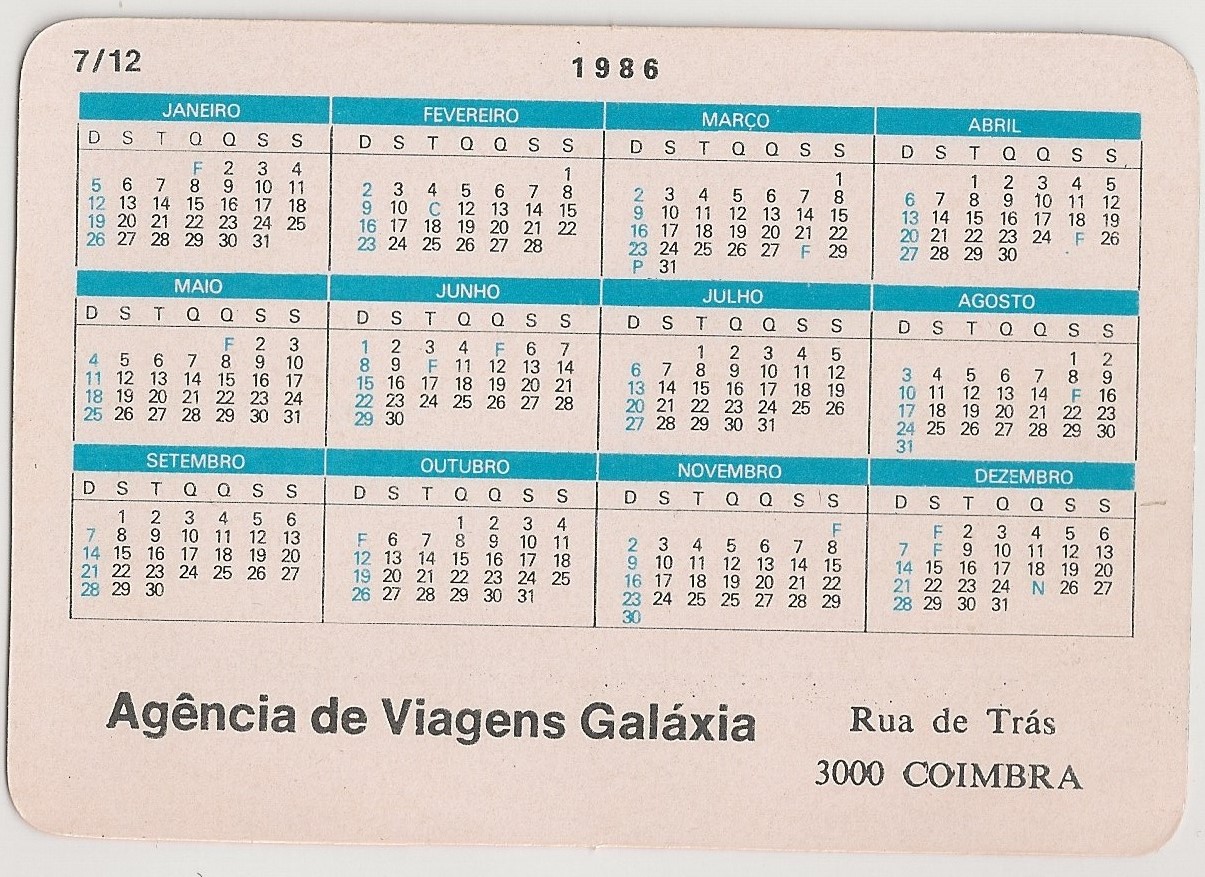 7/12
1986
JANEIRO FEVEREIRO MARÇO ABRIL
D S T Q Q S S D S T Q Q S S D S T Q Q S S D S T Q Q S S
F 2 3 4 1 1 1 2 3 4 5
5 6 7 8 9 10 11 2 3 4 5 6 7 8 2 3 4 5 6 7 8 6 7 8 9 10 11 12
12 13 14 15 16 17 18 9 10 C 12 13 14 15 9 10 11 12 13 14 15 13 14 15 16 17 18 19
19 20 21 22 23 24 25 16 17 18 19 20 21 22 16 17 18 19 20 21 22 20 21 22 23 24 F 26
26 27 28 29 30 31 23 24 25 26 27 28 23 24 25 26 27 F 29 27 28 29 30
P 31
MAIO JUNHO JULHO AGOSTO
D S T Q Q S S D S T Q Q S S D S T Q Q S S D S T Q Q S S
F 2 3 1 2 3 4 F 6 7 1 2 3 4 5 1 2
4 5 6 7 8 9 10 8 9 F 11 12 13 14 6 7 8 9 10 11 12 3 4 5 6 7 8 9
11 12 13 14 15 16 17 15 16 17 18 19 20 21 13 14 15 16 17 18 19 10 11 12 13 14 F 16
18 19 20 21 22 23 24 22 23 24 25 26 27 28 20 21 22 23 24 25 26 17 18 19 20 21 22 23
25 26 27 28 29 30 31 29 30 27 28 29 30 31 24 25 26 27 28 29 30
31
SETEMBRO OUTUBRO NOVEMBRO DEZEMBRO
D S T Q Q S S D S T Q Q S S D S T Q Q S S D S T Q Q S S
1 2 3 4 5 6 1 2 3 4 F F 2 3 4 5 6
7 8 9 10 11 12 13 F 6 7 8 9 10 11 2 3 4 5 6 7 8 7 F 9 10 11 12 13
14 15 16 17 18 19 20 12 13 14 15 16 17 18 9 10 11 12 13 14 15 14 15 16 17 18 19 20
21 22 23 24 25 26 27 19 20 21 22 23 24 25 16 17 18 19 20 21 22 21 22 23 24 N 26 27
28 29 30 26 27 28 29 30 31 23 24 25 25 27 28 29 28 29 30 31
30
Agência de Viagens Galáxia Rua de Trás
3000 COIMBRA